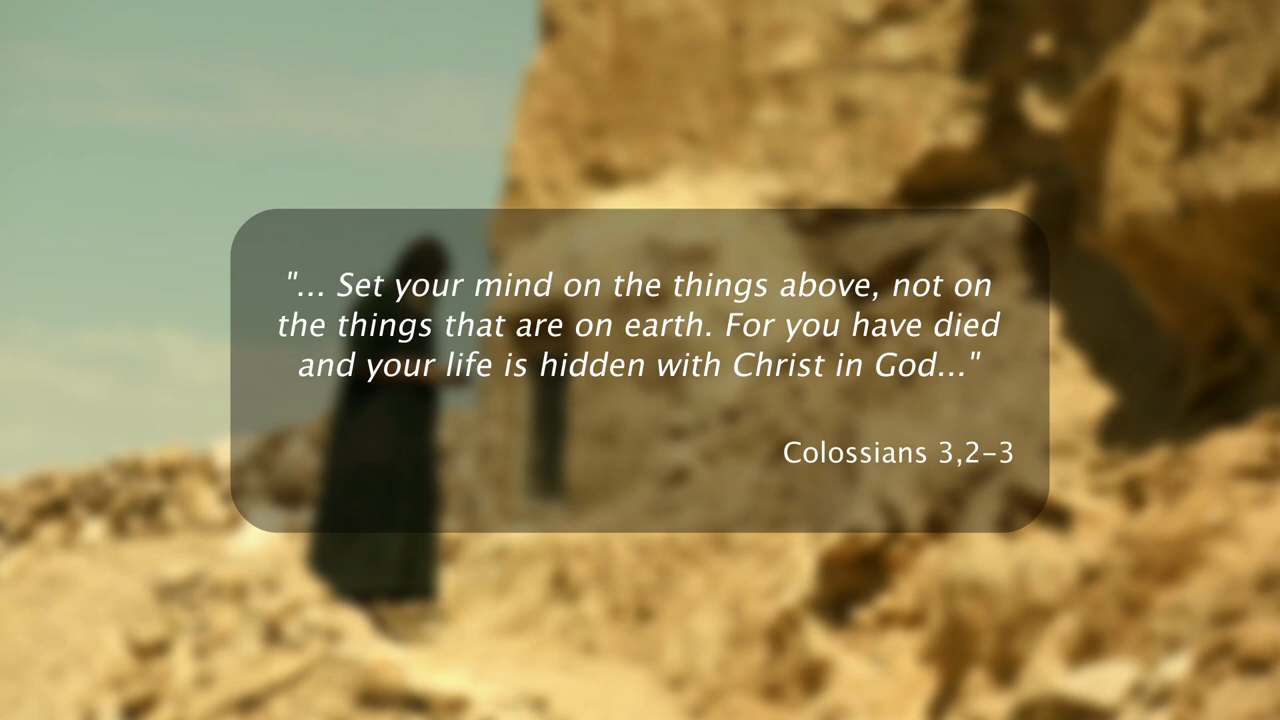 "... Set your mind on the things above, not on
the things that are on earth. For you have died
and your life is hidden with Christ in God..."
Colossians 3,2–3